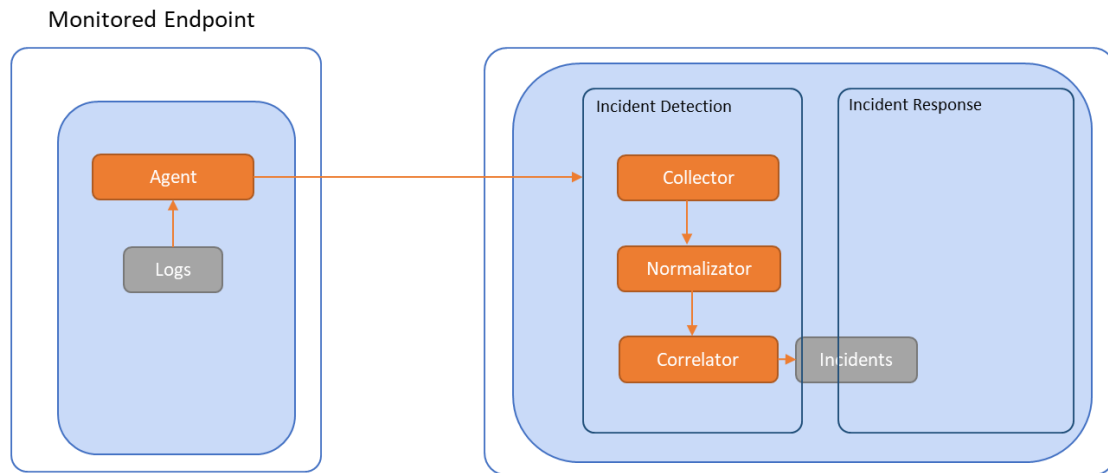 Monitored Endpoint
Incident Detection
Incident Response
Agent
Collector
Logs
Normalizator
Correlator
Incidents